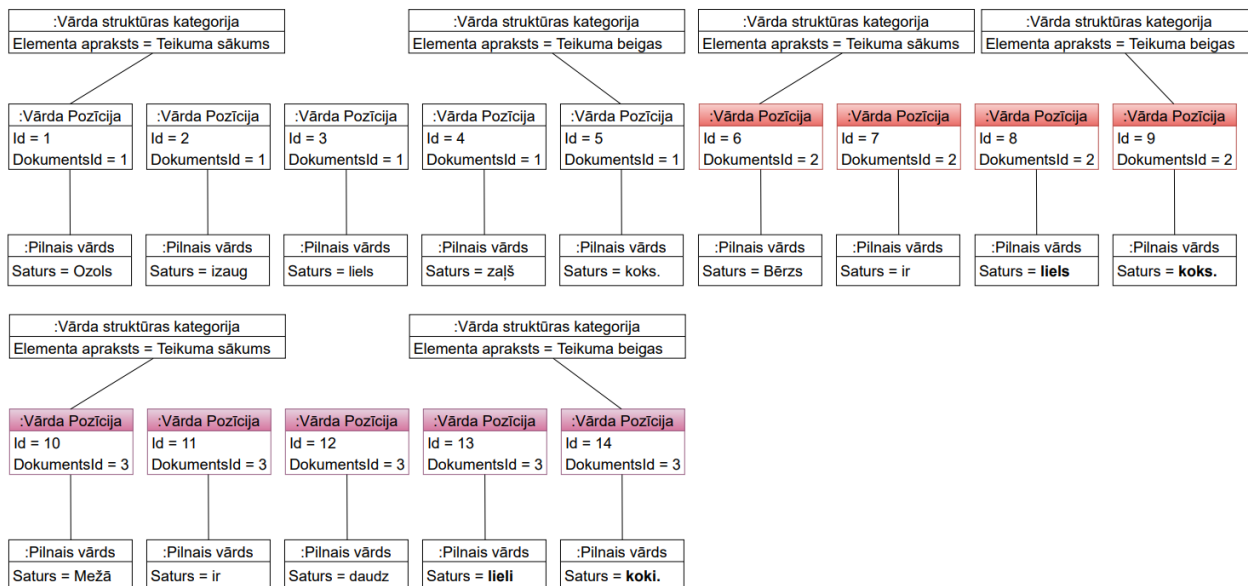 :Vārda struktūras kategorija
Elementa apraksts = Teikuma sākums
:Vārda struktūras kategorija
Elementa apraksts = Teikuma beigas
:Vārda struktūras kategorija
Elementa apraksts = Teikuma sākums
:Vārda struktūras kategorija
Elementa apraksts = Teikuma beigas
:Vārda Pozīcija
Id = 1
DokumentsId = 1
:Vārda Pozīcija
Id = 2
DokumentsId = 1
:Vārda Pozīcija
Id = 3
DokumentsId = 1
:Vārda Pozīcija
Id = 4
DokumentsId = 1
:Vārda Pozīcija
Id = 5
DokumentsId = 1
:Vārda Pozīcija
Id = 6
DokumentsId = 2
:Vārda Pozīcija
Id = 7
DokumentsId = 2
:Vārda Pozīcija
Id = 8
DokumentsId = 2
:Vārda Pozīcija
Id = 9
DokumentsId = 2
:Pilnais vārds
Saturs = Ozols
:Pilnais vārds
Saturs = izaug
:Pilnais vārds
Saturs = liels
:Pilnais vārds
Saturs = zaļš
:Pilnais vārds
Saturs = koks.
:Pilnais vārds
Saturs = Bērzs
:Pilnais vārds
Saturs = ir
:Pilnais vārds
Saturs = liels
:Pilnais vārds
Saturs = koks.
:Vārda struktūras kategorija
Elementa apraksts = Teikuma sākums
:Vārda struktūras kategorija
Elementa apraksts = Teikuma beigas
:Vārda Pozīcija
Id = 10
DokumentsId = 3
:Vārda Pozīcija
Id = 11
DokumentsId = 3
:Vārda Pozīcija
Id = 12
DokumentsId = 3
:Vārda Pozīcija
Id = 13
DokumentsId = 3
:Vārda Pozīcija
Id = 14
DokumentsId = 3
:Pilnais vārds
Saturs = Mežā
:Pilnais vārds
Saturs = ir
:Pilnais vārds
Saturs = daudz
:Pilnais vārds
Saturs = lieli
:Pilnais vārds
Saturs = koki.